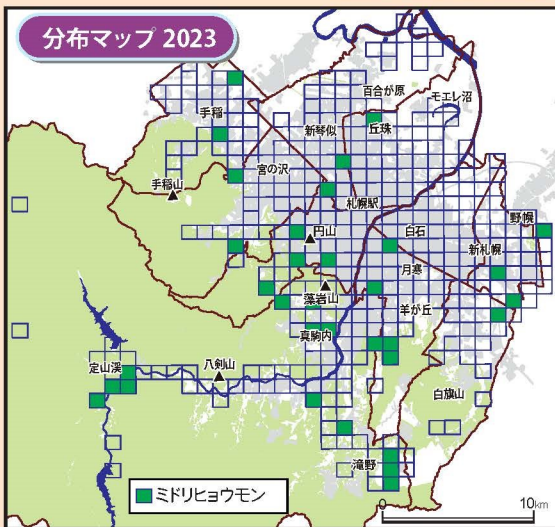 分布マップ 2023
百合が原
モエレ沼
手稲
新琴似
丘珠
宮の沢
手稲山
札幌駅
円山
白石
野幌
新札幌
月寒
藻岩山
羊が丘
真駒内
定山渓
八剣山
白旗山
滝野
ミドリヒョウモン
0 10km